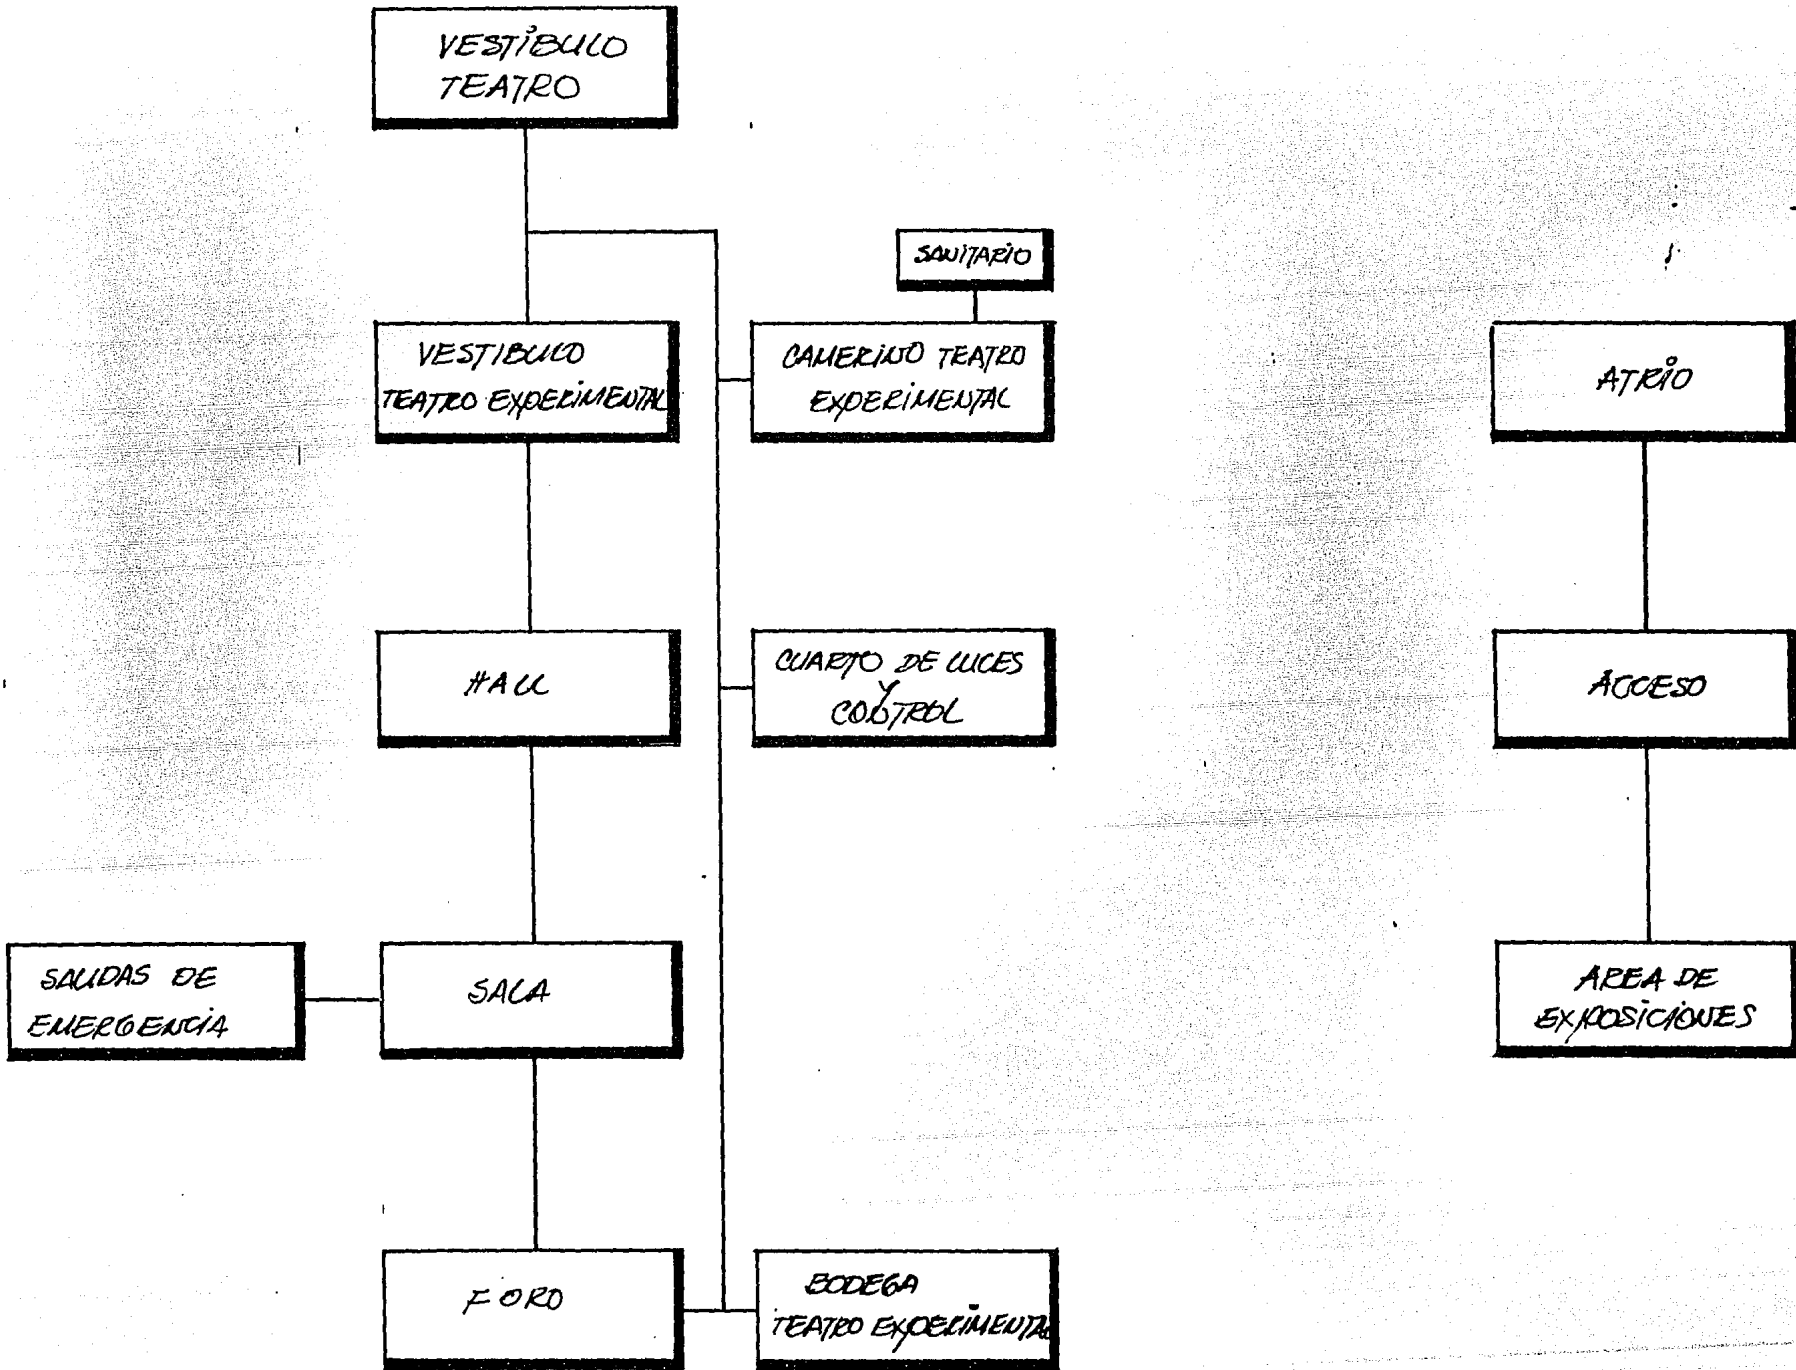 VESTÍBULO
TEATRO
SANITARIO
VESTIBULO
TEATRO EXPERIMENTAL
CAMERINO TEATRO
EXPERIMENTAL
ATRIO
HALL
CUARTO DE LUCES
Y
CONTROL
ACCESO
SALIDAS DE
EMERGENCIA
SALA
AREA DE
EXPOSICIONES
FORO
BODEGA
TEATRO EXPERIMENTAL